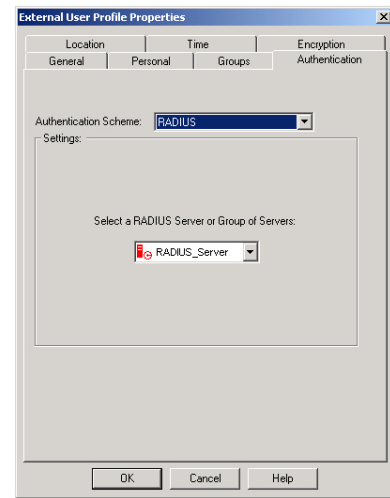 External User Profile Properties
Location Time Encryption
General Personal Groups Authentication
Authentication Scheme: RADIUS
Settings:
Select a RADIUS Server or Group of Servers:
RADIUS_Server
OK Cancel Help